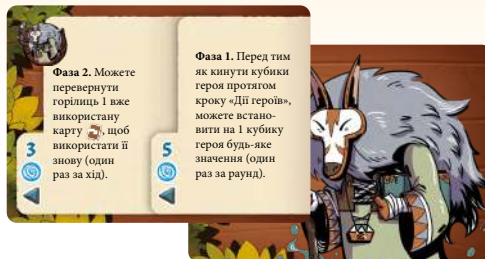 Фаза 2. Можете
перевернути
горілиць 1 вже
використану
карту , щоб
використати її
знову (один
раз за хід).
3
Фаза 1. Перед тим
як кинути кубики
героя протягом
кроку «Дії героїв»,
можете встано-
вити на 1 кубику
героя будь-яке
значення (один
раз за раунд).
5